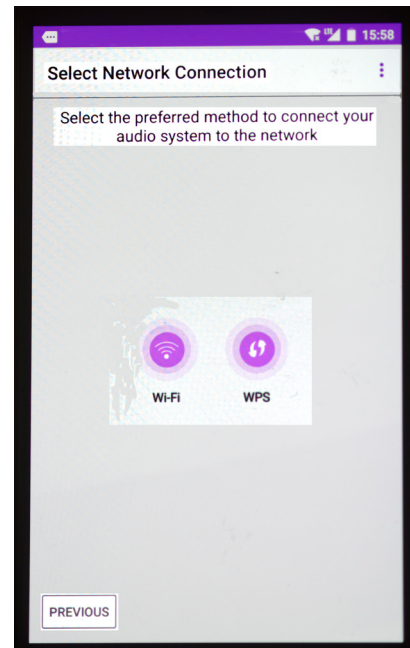 LTE 15:58
Select Network Connection
Select the preferred method to connect your
audio system to the network
Wi-Fi WPS
PREVIOUS